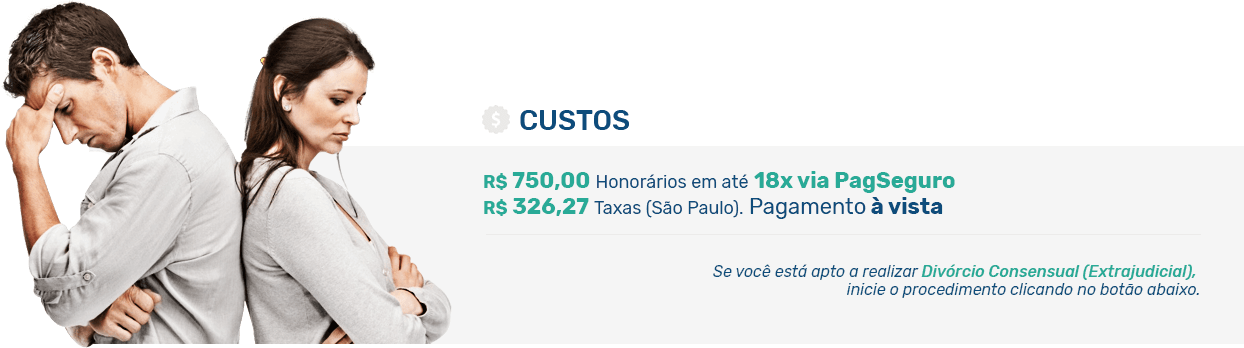 $ CUSTOS
R$ 750,00 Honorários em até 18x via PagSeguro
R$ 326,27 Taxas (São Paulo). Pagamento à vista
Se você está apto a realizar Divórcio Consensual (Extrajudicial),
inicie o procedimento clicando no botão abaixo.